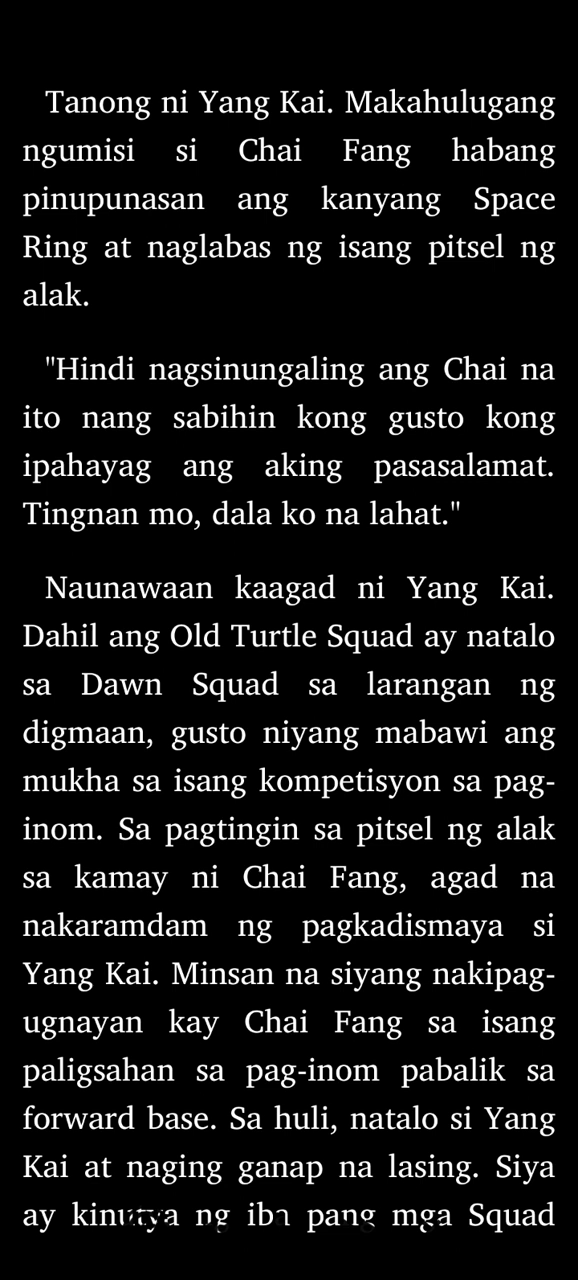 Tanong ni Yang Kai. Makahulugang
ngumisi si Chai Fang habang
pinupunasan ang kanyang Space
Ring at naglabas ng isang pitsel ng
alak.
"Hindi nagsinungaling ang Chai na
ito nang sabihin kong gusto kong
ipahayag ang aking pasasalamat.
Tingnan mo, dala ko na lahat."
Naunawaan kaagad ni Yang Kai.
Dahil ang Old Turtle Squad ay natalo
sa Dawn Squad sa larangan ng
digmaan, gusto niyang mabawi ang
mukha sa isang kompetisyon sa pag-
inom. Sa pagtingin sa pitsel ng alak
sa kamay ni Chai Fang, agad na
nakaramdam ng pagkadismaya si
Yang Kai. Minsan na siyang nakipag-
ugnayan kay Chai Fang sa isang
paligsahan sa pag-inom pabalik sa
forward base. Sa huli, natalo si Yang
Kai at naging ganap na lasing. Siya
ay kinutya ng iba pang mga Squad